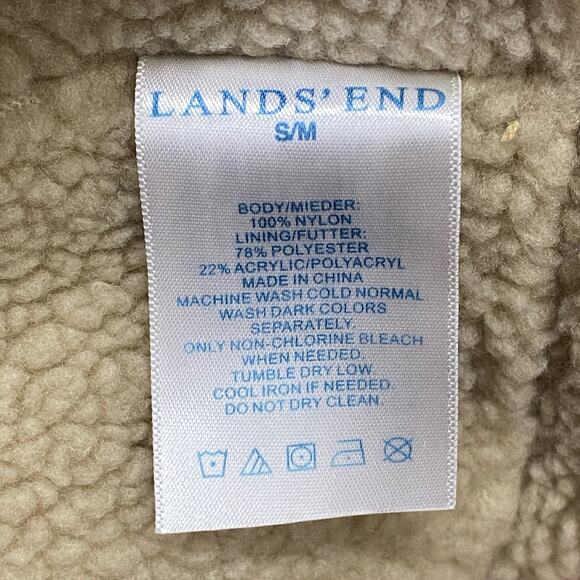 LANDS' END
S/M
BODY/MIEDER:
100% NYLON
LINING/FUTTER:
78% POLYESTER
22% ACRYLIC/POLYACRYL
MADE IN CHINA
MACHINE WASH COLD NORMAL
WASH DARK COLORS
SEPARATELY.
ONLY NON-CHLORINE BLEACH
WHEN NEEDED.
TUMBLE DRY LOW
COOL IRON IF NEEDED.
DO NOT DRY CLEAN.